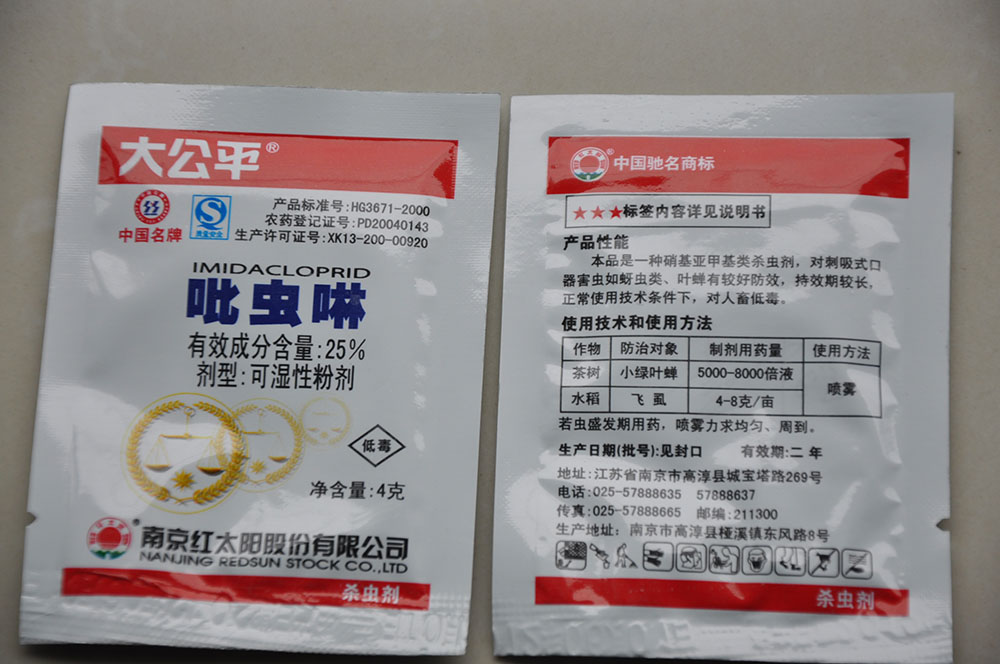 大公平®
产品标准号:HG3671-2000
农药登记证号:PD20040143
中国名牌
质量安全
生产许可证号:XK13-200-00920
IMIDACLOPRID
吡虫啉
有效成分含量:25%
剂型:可湿性粉剂
低毒
净含量:4克
南京红太阳股份有限公司
NANJING REDSUN STOCK CO.,LTD
杀虫剂
中国驰名商标
★★★标签内容详见说明书
产品性能
本品是一种硝基亚甲基类杀虫剂，对刺吸式口
器害虫如蚜虫类、叶蝉有较好防效，持效期较长，
正常使用技术条件下，对人畜低毒。
使用技术和使用方法
作物 防治对象 制剂用药量 使用方法
茶树 小绿叶蝉 5000-8000倍液 喷雾
水稻 飞虱 4-8克/亩
若虫盛发期用药，喷雾力求均匀、周到。
生产日期(批号):见封口 有效期:二年
地址:江苏省南京市高淳县城宝塔路269号
电话:025-57888635 57888637
传真:025-57888665 邮编:211300
生产地址: 南京市高淳县桠溪镇东风路8号
杀虫剂